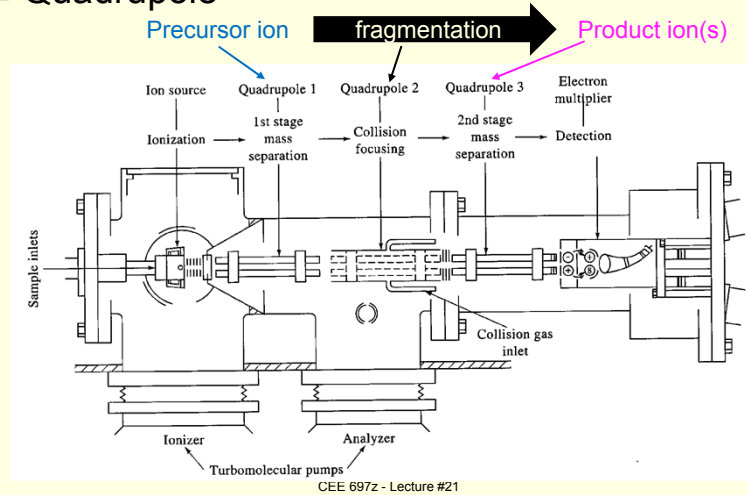 Quadrupole
Precursor ion
fragmentation
Product ion(s)
Ion source
Quadrupole 1
Quadrupole 2
Quadrupole 3
Electron
multiplier
Ionization
1st stage
mass
separation
Collision
focusing
2nd stage
mass
separation
Detection
Sample inlets
Collision gas
inlet
Ionizer
Analyzer
Turbomolecular pumps
CEE 697z - Lecture #21